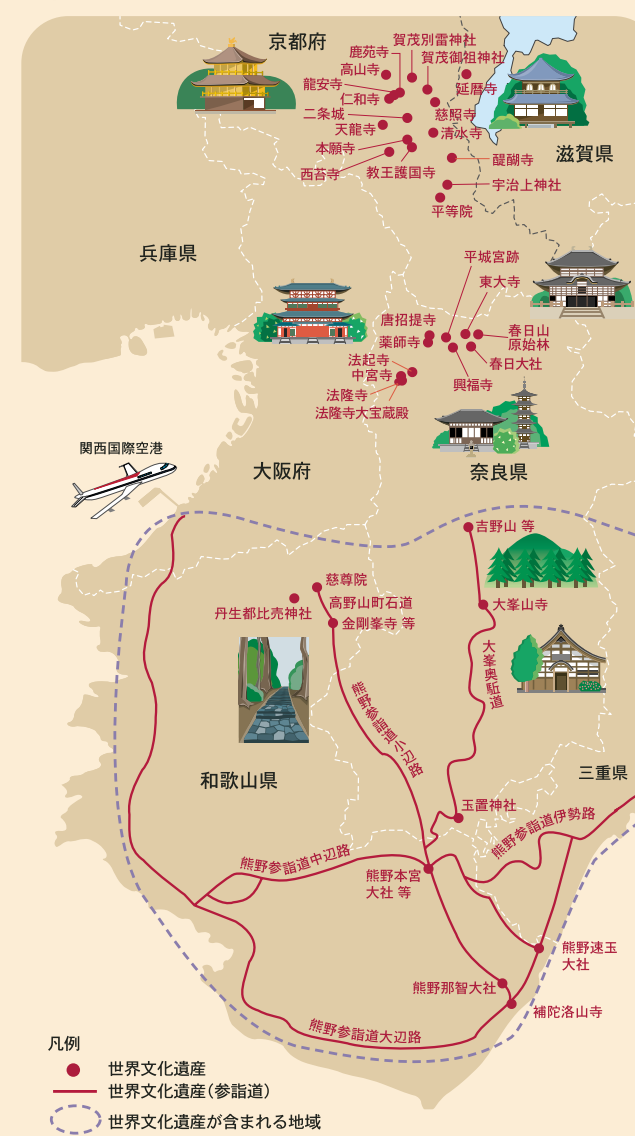 京都府
賀茂別雷神社
鹿苑寺
賀茂御祖神社
高山寺
龍安寺
延暦寺
仁和寺
二条城
慈照寺
天龍寺
清水寺
本願寺
滋賀県
醍醐寺
西苔寺
教王護国寺
宇治上神社
平等院
兵庫県
平城宮跡
東大寺
唐招提寺
春日山
原始林
薬師寺
法起寺
春日大社
中宮寺
興福寺
法隆寺
法隆寺大宝蔵殿
関西国際空港
大阪府
奈良県
吉野山 等
慈尊院
丹生都比売神社
高野山町石道
金剛峯寺 等
大峯山寺
大峯奥駈道
熊野参詣道小辺路
和歌山県
三重県
玉置神社
熊野参詣道伊勢路
熊野参詣道中辺路
熊野本宮
大社 等
熊野速玉
大社
熊野那智大社
補陀洛山寺
熊野参詣道大辺路
凡例
世界文化遺産
世界文化遺産(参詣道)
世界文化遺産が含まれる地域